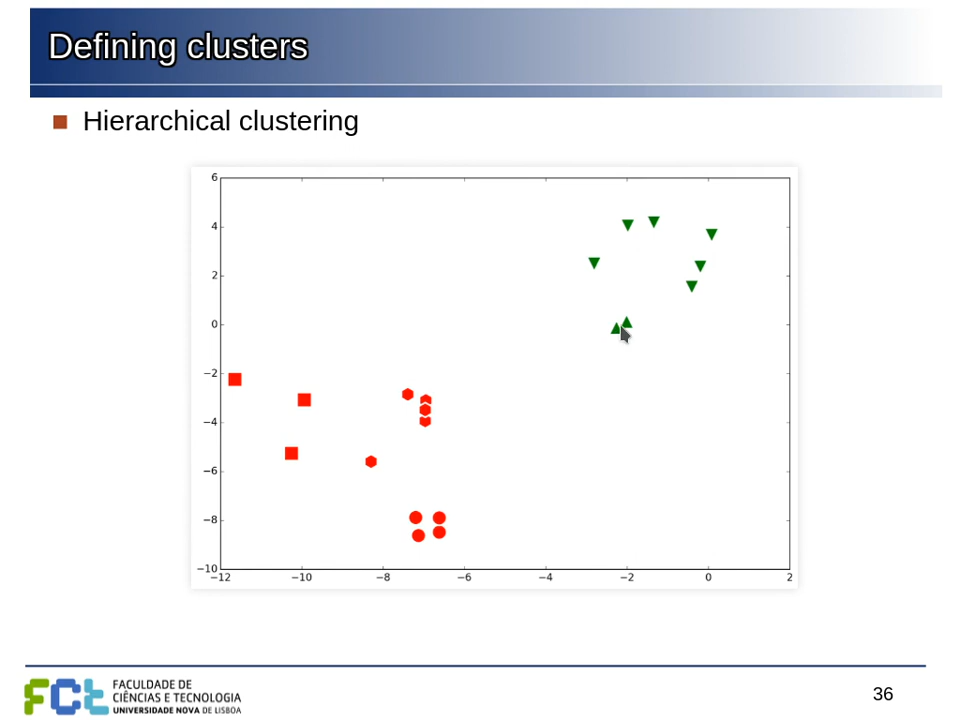 Defining clusters
Hierarchical clustering
6
4
2
0
−2
−4
−6
−8
−10
−12 −10 −8 −6 −4 −2 0 2
FCt FACULDADE DE
CIÊNCIAS E TECNOLOGIA
UNIVERSIDADE NOVA DE LISBOA
36